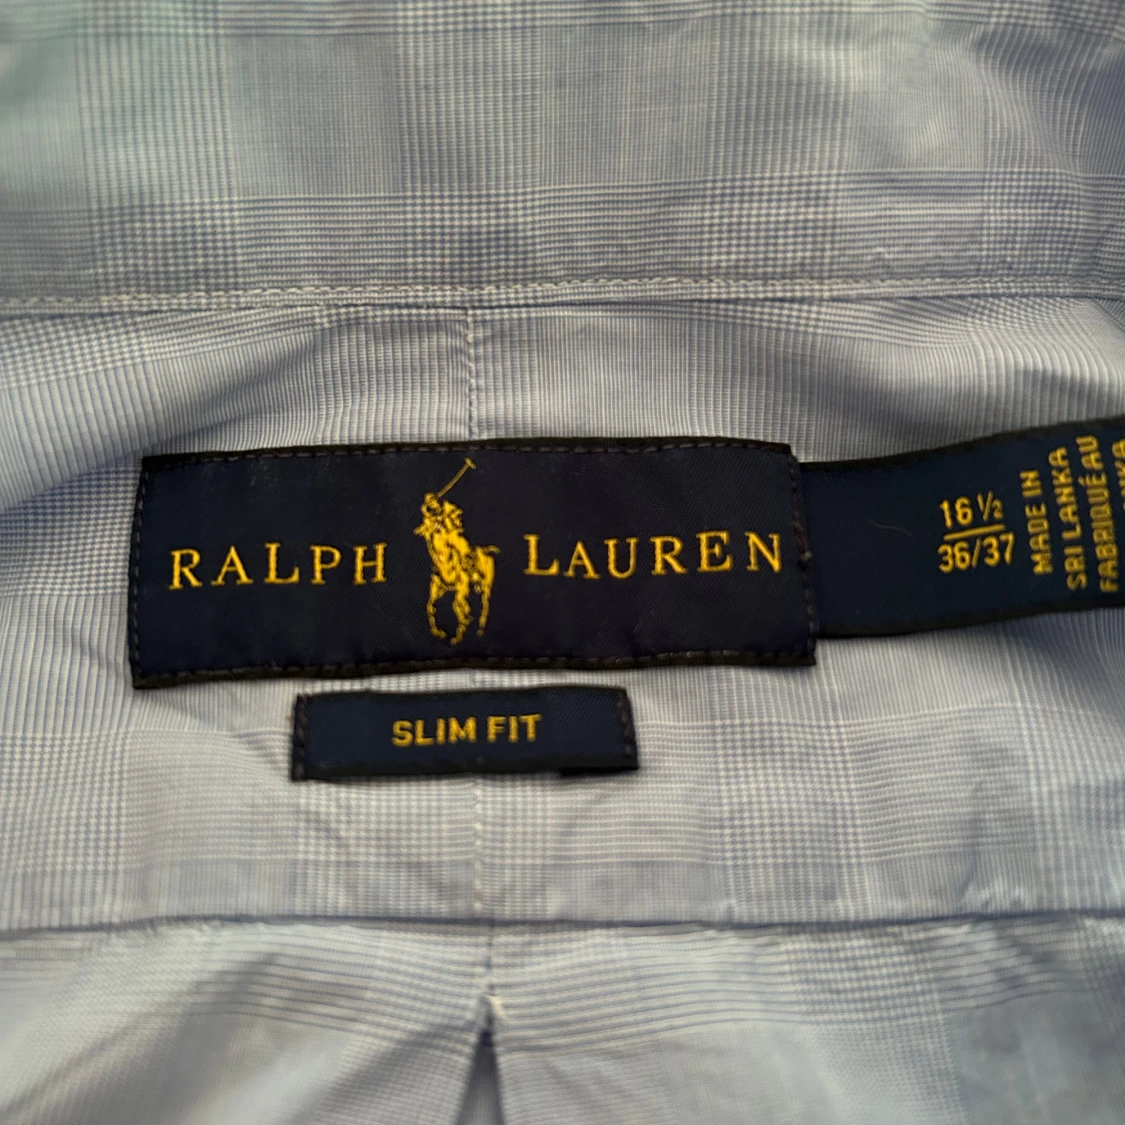 RALPH LAUREN
SLIM FIT
16 ½
36/37
MADE IN
SRI LANKA
FABRIQUÉ AU